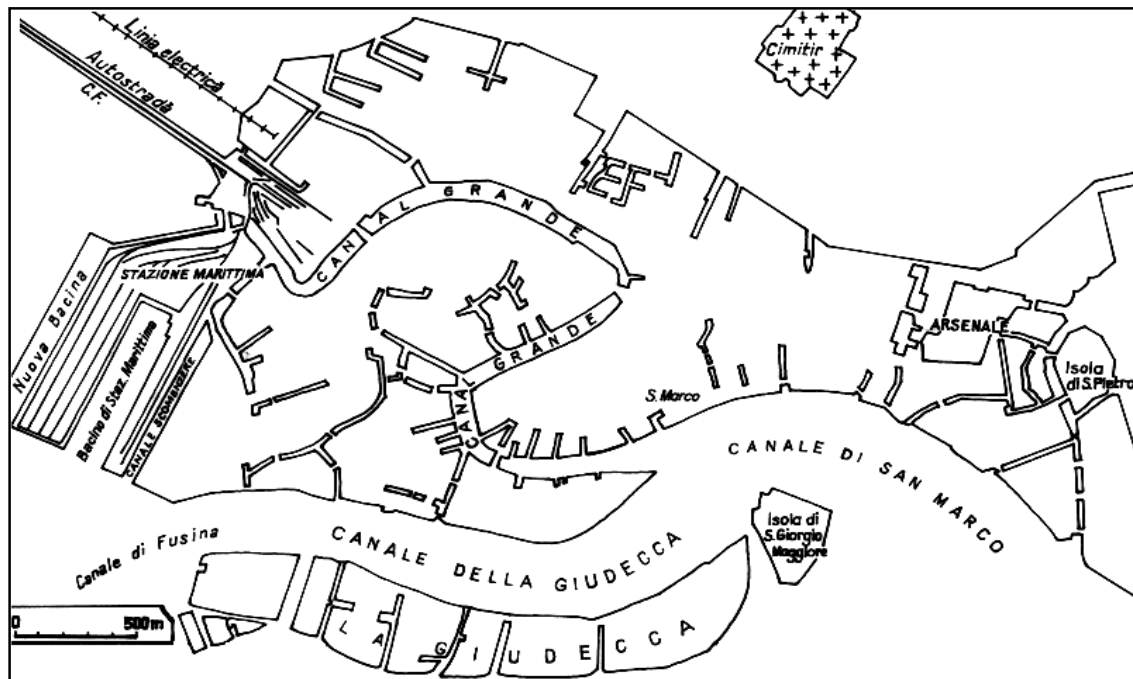 Linia electrică
Autostradă
C.F.
Cimitir
CANAL GRANDE
STAZIONE MARITTIMA
Nuova Bacina
Bacino di Staz. Marittima
CANALE SCOMENZERE
CANAL GRANDE
ARSENALE
Isola
di S. Pietro
S. Marco
CANALE DI SAN MARCO
Isola di
S. Giorgio
Maggiore
Canale di Fusina
CANALE DELLA GIUDECCA
LA GIUDECCA
0 500m